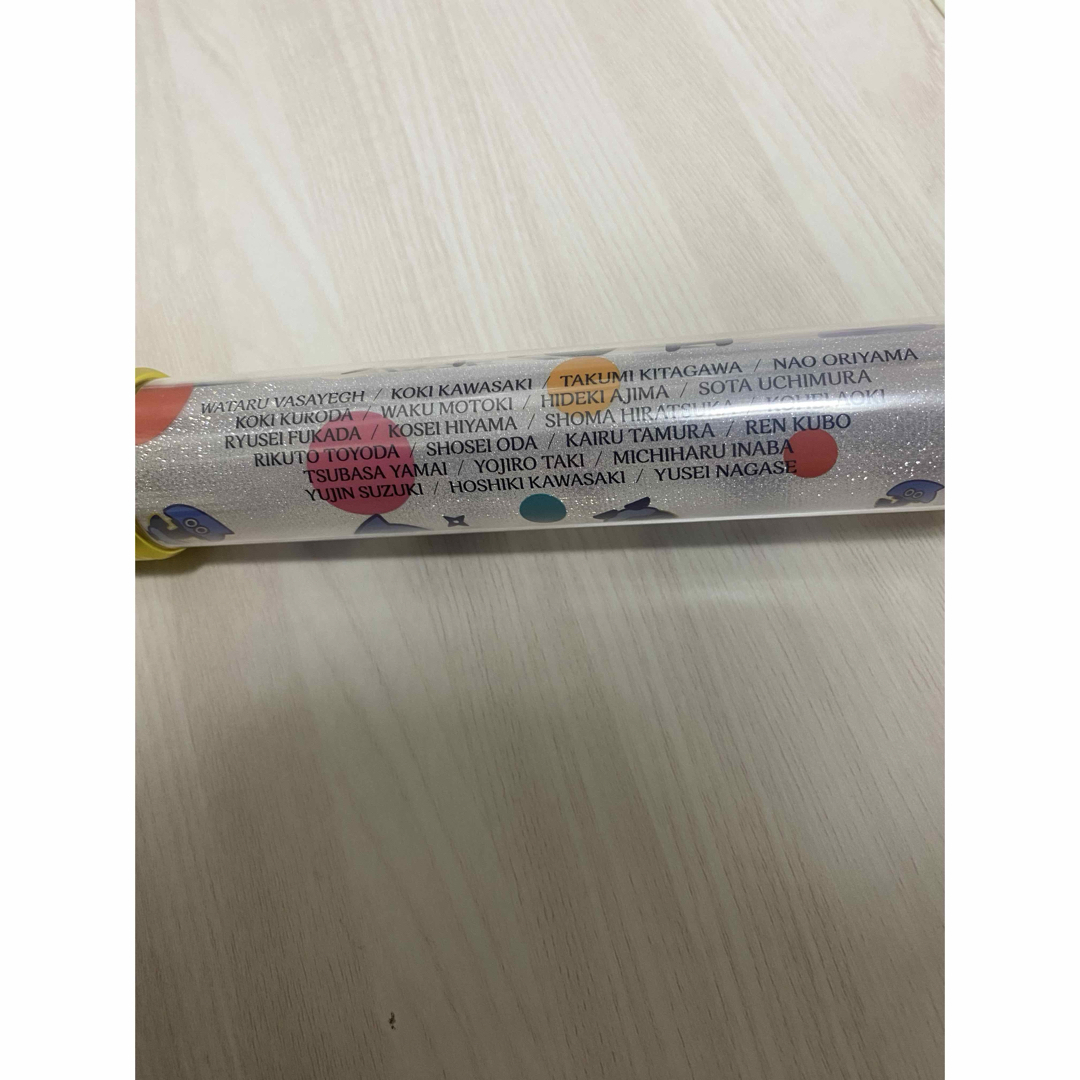 WATARU VASAYEGH / KOKI KAWASAKI / TAKUMI KITAGAWA / NAO ORIYAMA
KOKI KURODA / WAKU MOTOKI / HIDEKI AJIMA / SOTA UCHIMURA
RYUSEI FUKADA / KOSEI HIYAMA / SHOMA HIRATSUKA / KOHEI AOKI
RIKUTO TOYODA / SHOSEI ODA / KAIRU TAMURA / REN KUBO
TSUBASA YAMAI / YOJIRO TAKI / MICHIHARU INABA
YUJIN SUZUKI / HOSHIKI KAWASAKI / YUSEI NAGASE